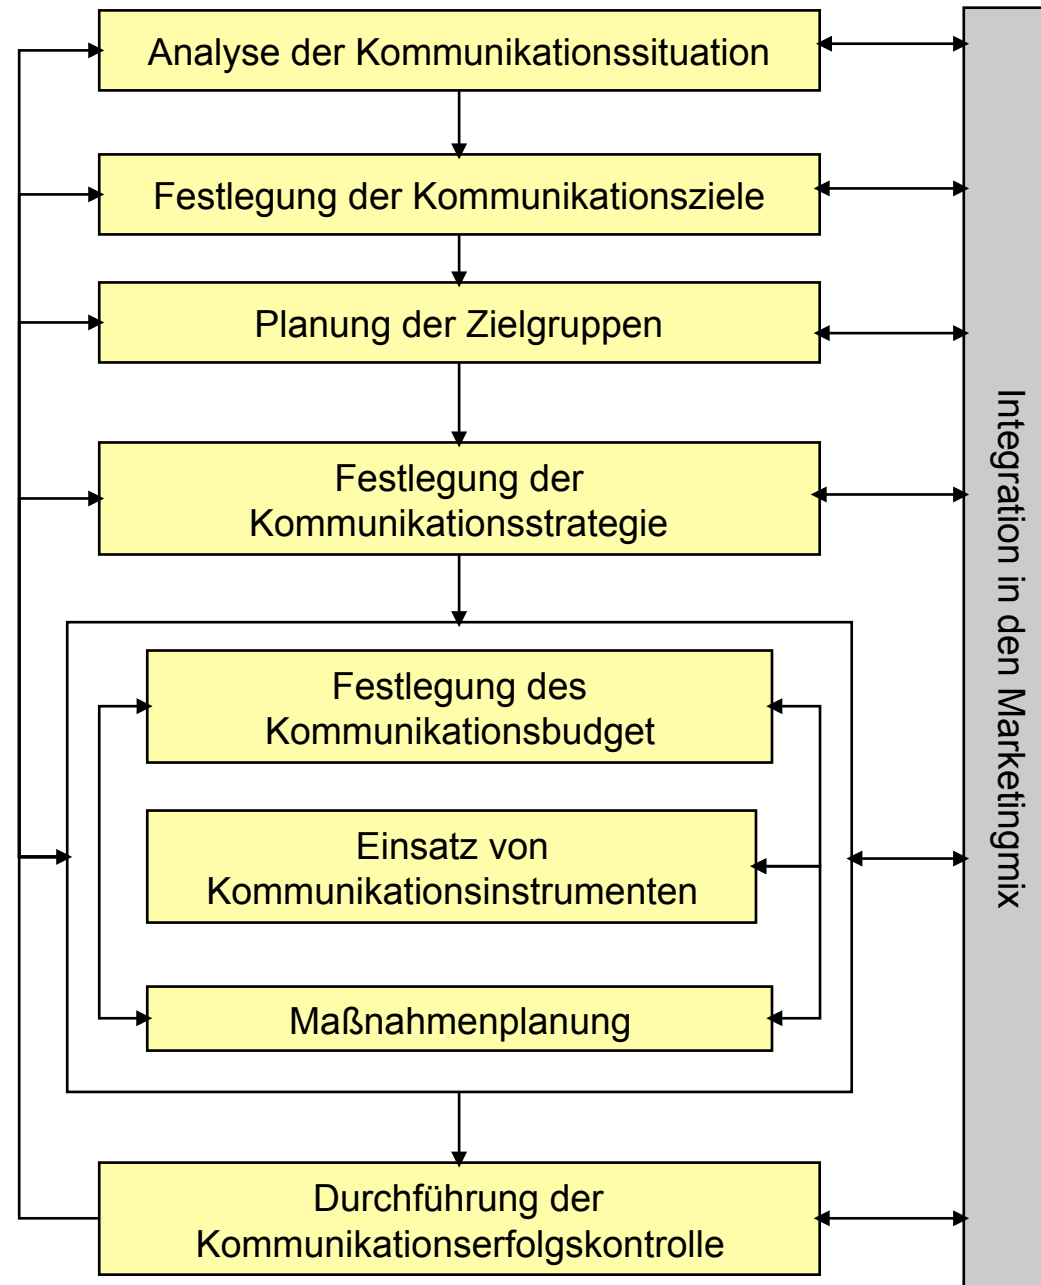 Analyse der Kommunikationssituation
Festlegung der Kommunikationsziele
Planung der Zielgruppen
Festlegung der
Kommunikationsstrategie
Festlegung des
Kommunikationsbudget
Einsatz von
Kommunikationsinstrumenten
Maßnahmenplanung
Durchführung der
Kommunikationserfolgskontrolle
Integration in den Marketingmix